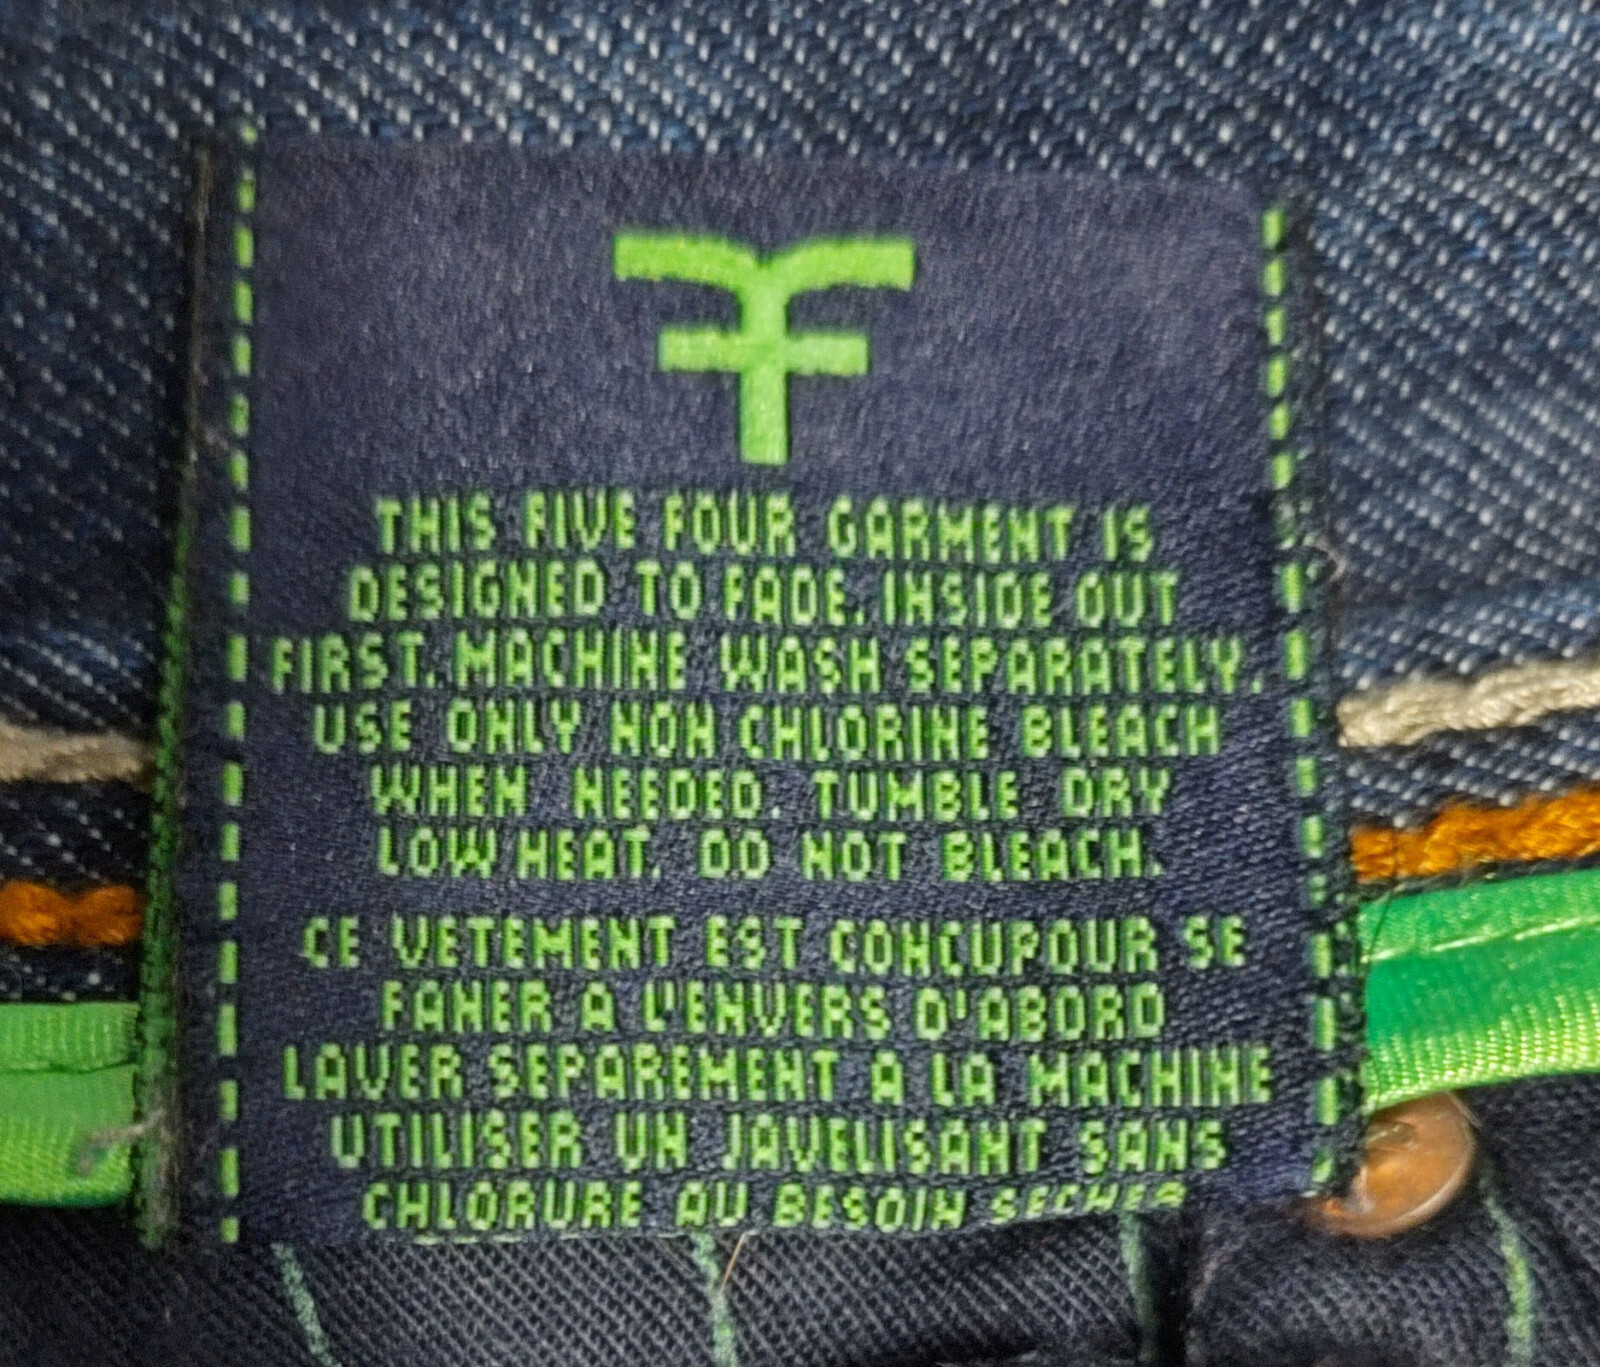 THIS FIVE FOUR GARMENT IS
DESIGNED TO FADE. INSIDE OUT
FIRST. MACHINE WASH SEPARATELY.
USE ONLY NON CHLORINE BLEACH
WHEN NEEDED. TUMBLE DRY
LOW HEAT. DO NOT BLEACH.
CE VETEMENT EST CONCUPOUR SE
FANER A L'ENVERS D'ABORD
LAVER SEPAREMENT A LA MACHINE
UTILISER UN JAVELISANT SANS
CHLORURE AU BESOIN SECHER